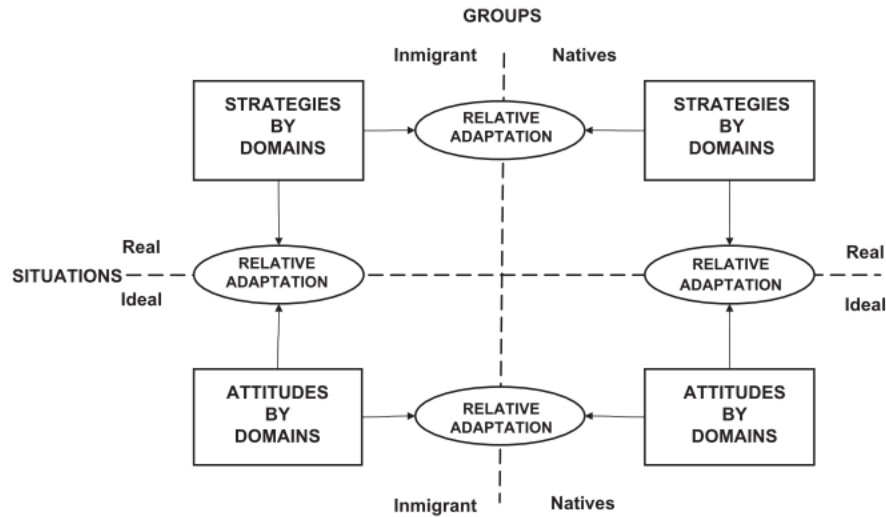 GROUPS
Inmigrant Natives
STRATEGIES
BY
DOMAINS
RELATIVE
ADAPTATION
STRATEGIES
BY
DOMAINS
Real
SITUATIONS
Ideal
RELATIVE
ADAPTATION
RELATIVE
ADAPTATION
Real
Ideal
ATTITUDES
BY
DOMAINS
RELATIVE
ADAPTATION
ATTITUDES
BY
DOMAINS
Inmigrant Natives